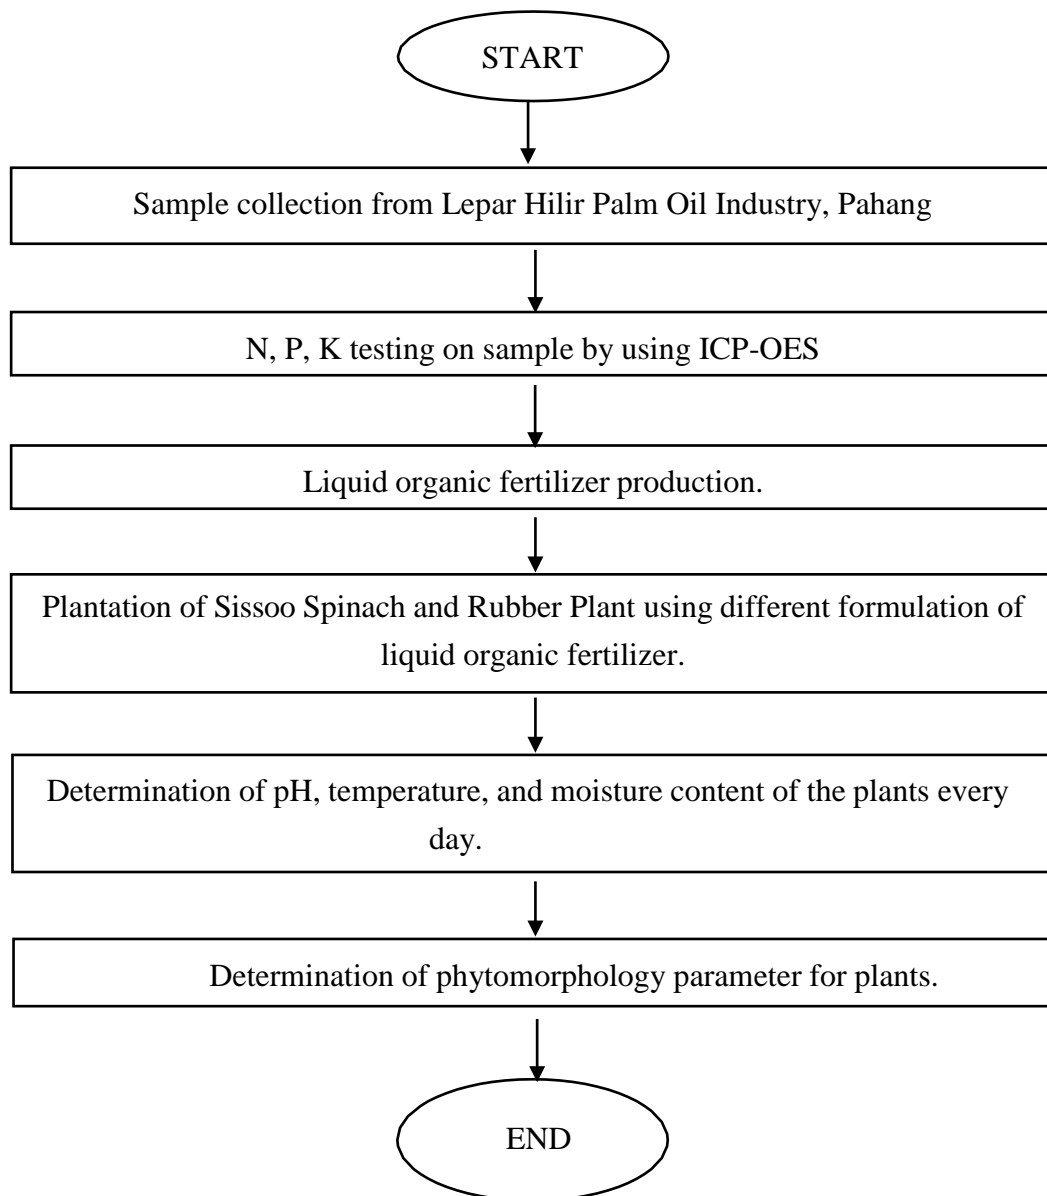 START
Sample collection from Lepar Hilir Palm Oil Industry, Pahang
N, P, K testing on sample by using ICP-OES
Liquid organic fertilizer production.
Plantation of Sissoo Spinach and Rubber Plant using different formulation of
liquid organic fertilizer.
Determination of pH, temperature, and moisture content of the plants every
day.
Determination of phytomorphology parameter for plants.
END